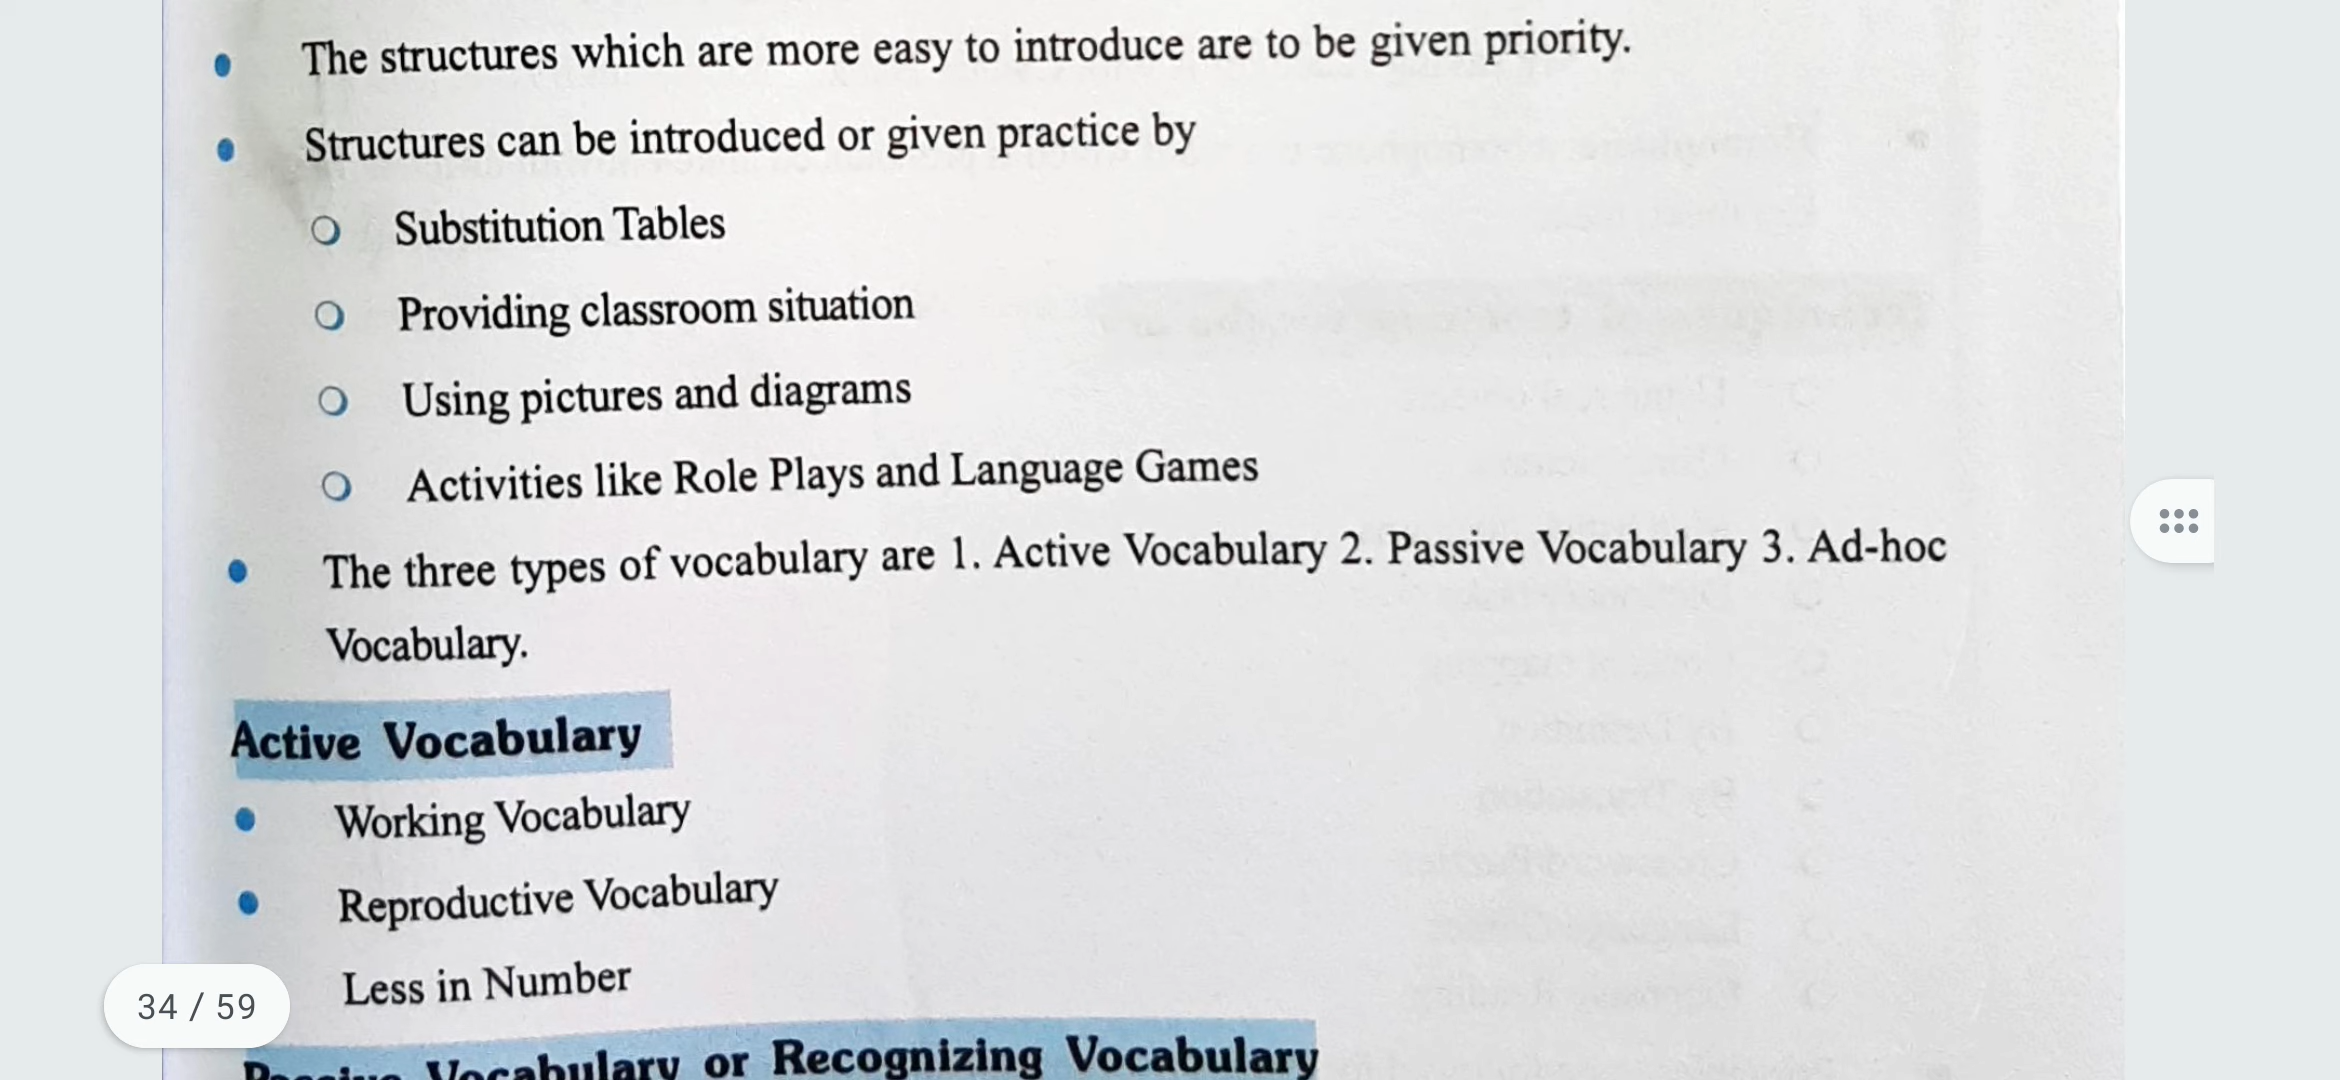 The structures which are more easy to introduce are to be given priority.
Structures can be introduced or given practice by
Substitution Tables
Providing classroom situation
Using pictures and diagrams
Activities like Role Plays and Language Games
The three types of vocabulary are 1. Active Vocabulary 2. Passive Vocabulary 3. Ad-hoc
Vocabulary.
Active Vocabulary
Working Vocabulary
Reproductive Vocabulary
Less in Number
34 / 59
Passive Vocabulary or Recognizing Vocabulary